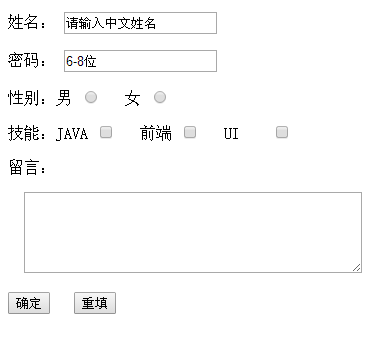 姓名： 请输入中文姓名
密码： 6-8位
性别：男 女
技能：JAVA 前端 UI
留言：
确定 重填